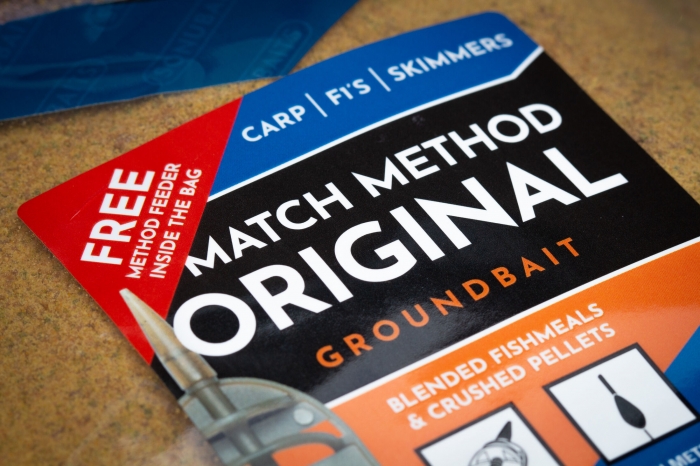 CARP | F1'S | SKIMMERS
FREE
METHOD FEEDER
INSIDE THE BAG
MATCH METHOD
ORIGINAL
GROUNDBAIT
BLENDED FISHMEALS
& CRUSHED PELLETS